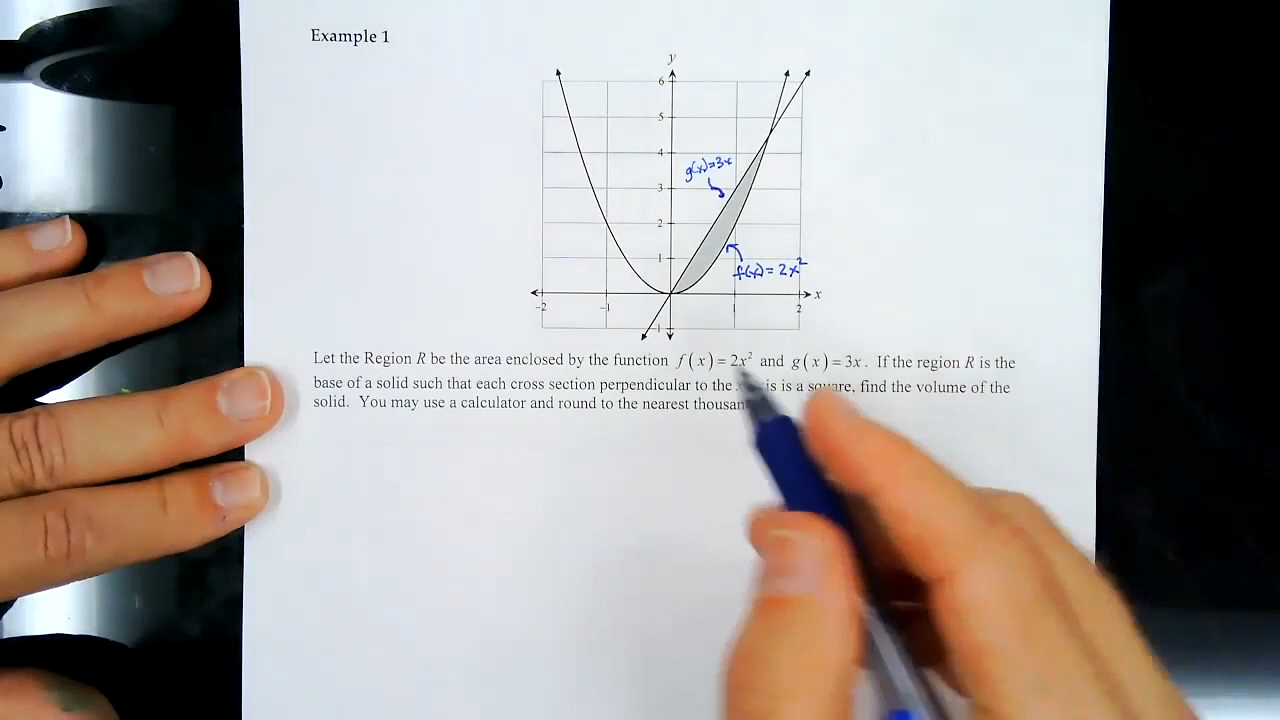 Example 1
y
6
5
4
g(x)=3x
3
2
1
f(x)=2x²
x
-2 -1 1 2
Let the Region R be the area enclosed by the function f(x)=2x² and g(x)=3x. If the region R is the
base of a solid such that each cross section perpendicular to the is is a square, find the volume of the
solid. You may use a calculator and round to the nearest